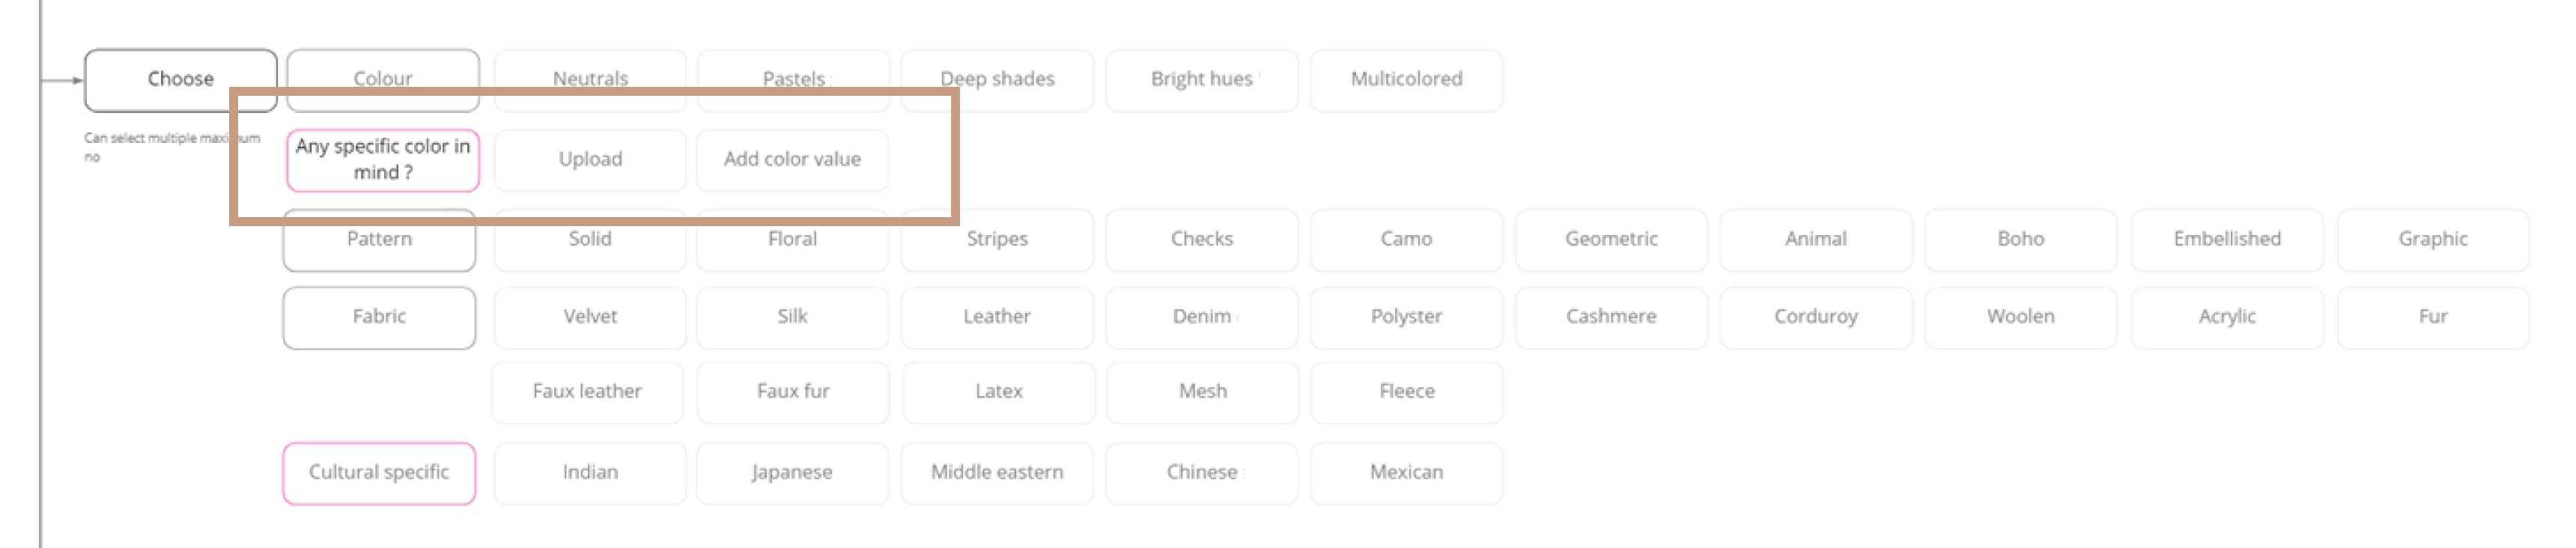 Choose
Colour
Neutrals
Pastels
Deep shades
Bright hues
Multicolored
Can select multiple maximum
no
Any specific color in
mind ?
Upload
Add color value
Pattern
Solid
Floral
Stripes
Checks
Camo
Geometric
Animal
Boho
Embellished
Graphic
Fabric
Velvet
Silk
Leather
Denim
Polyster
Cashmere
Corduroy
Woolen
Acrylic
Fur
Faux leather
Faux fur
Latex
Mesh
Fleece
Cultural specific
Indian
Japanese
Middle eastern
Chinese
Mexican